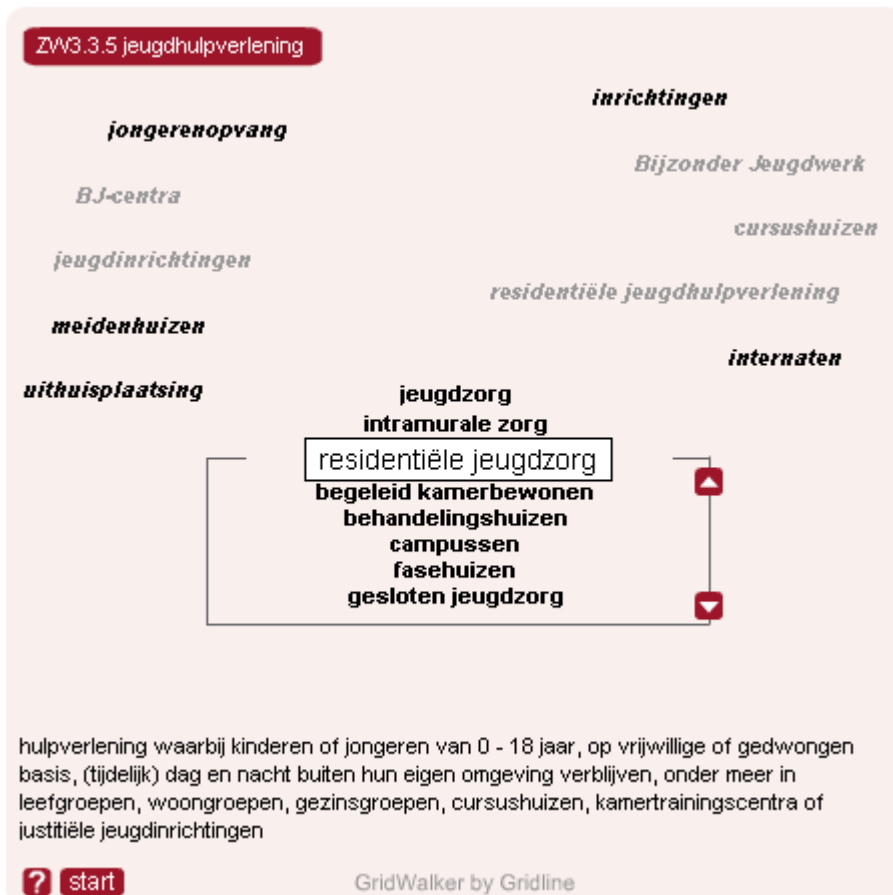 ZW3.3.5 jeugdhulpverlening
inrichtingen
jongerenopvang
Bijzonder Jeugdwerk
BJ-centra
cursushuizen
jeugdinrichtingen
residentiële jeugdhulpverlening
meidenhuizen
internaten
uithuisplaatsing
jeugdzorg
intramurale zorg
residentiële jeugdzorg
begeleid kamerbewonen
behandelingshuizen
campussen
fasehuizen
gesloten jeugdzorg
hulpverlening waarbij kinderen of jongeren van 0 - 18 jaar, op vrijwillige of gedwongen
basis, (tijdelijk) dag en nacht buiten hun eigen omgeving verblijven, onder meer in
leefgroepen, woongroepen, gezinsgroepen, cursushuizen, kamertrainingscentra of
justitiële jeugdinrichtingen
? start GridWalker by Gridline